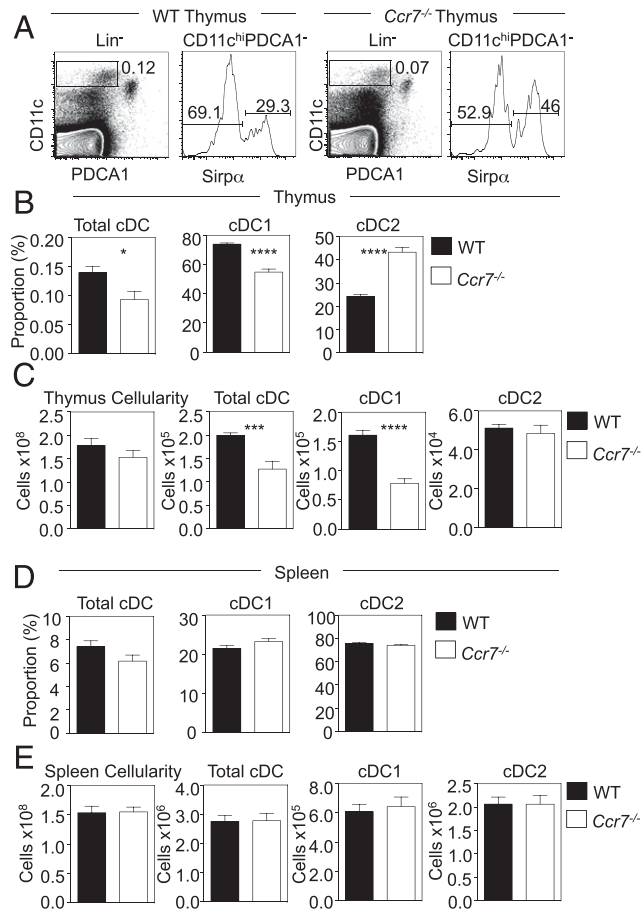 A
WT Thymus
Ccr7-/- Thymus
Lin-
CD11chiPDCA1-
Lin-
CD11chiPDCA1-
0.12
69.1
29.3
0.07
52.9
46
CD11c
CD11c
PDCA1
Sirpα
PDCA1
Sirpα
B
Thymus
Total cDC
cDC1
cDC2
Proportion (%)
0.20
0.15
0.10
0.05
0.00
*
80
60
40
20
0
****
50
40
30
20
10
0
****
WT
Ccr7-/-
C
Thymus Cellularity
Total cDC
cDC1
cDC2
Cells x10⁸
2.5
2.0
1.5
1.0
0.5
0.0
Cells x10⁵
2.5
2.0
1.5
1.0
0.5
0.0
***
Cells x10⁵
2.0
1.5
1.0
0.5
0.0
****
Cells x10⁴
6.0
4.0
2.0
0.0
WT
Ccr7-/-
D
Spleen
Total cDC
cDC1
cDC2
Proportion (%)
10
8
6
4
2
0
30
20
10
0
100
80
60
40
20
0
WT
Ccr7-/-
E
Spleen Cellularity
Total cDC
cDC1
cDC2
Cells x10⁸
2.0
1.5
1.0
0.5
0.0
Cells x10⁶
4.0
3.0
2.0
1.0
0.0
Cells x10⁵
8.0
6.0
4.0
2.0
0.0
Cells x10⁶
2.5
2.0
1.5
1.0
0.5
0.0
WT
Ccr7-/-